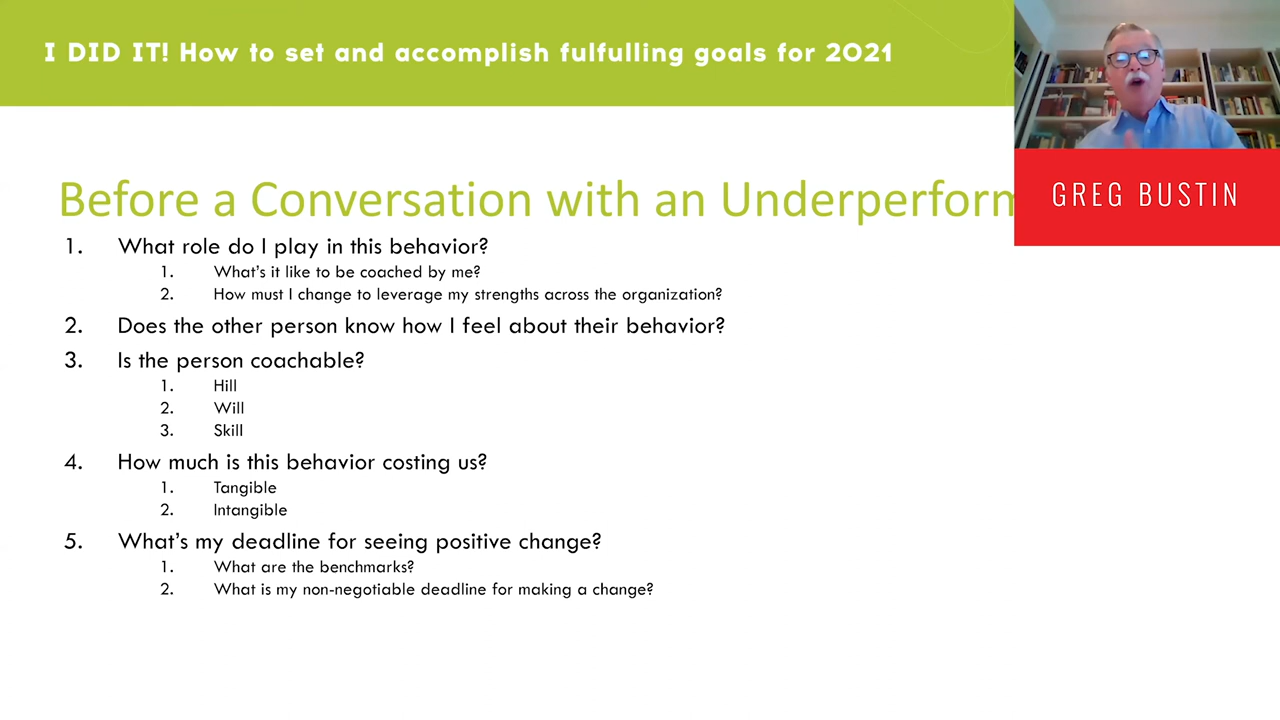 I DID IT! How to set and accomplish fulfulling goals for 2021
GREG BUSTIN
Before a Conversation with an Underperform
1. What role do I play in this behavior?
1. What's it like to be coached by me?
2. How must I change to leverage my strengths across the organization?
2. Does the other person know how I feel about their behavior?
3. Is the person coachable?
1. Hill
2. Will
3. Skill
4. How much is this behavior costing us?
1. Tangible
2. Intangible
5. What's my deadline for seeing positive change?
1. What are the benchmarks?
2. What is my non-negotiable deadline for making a change?